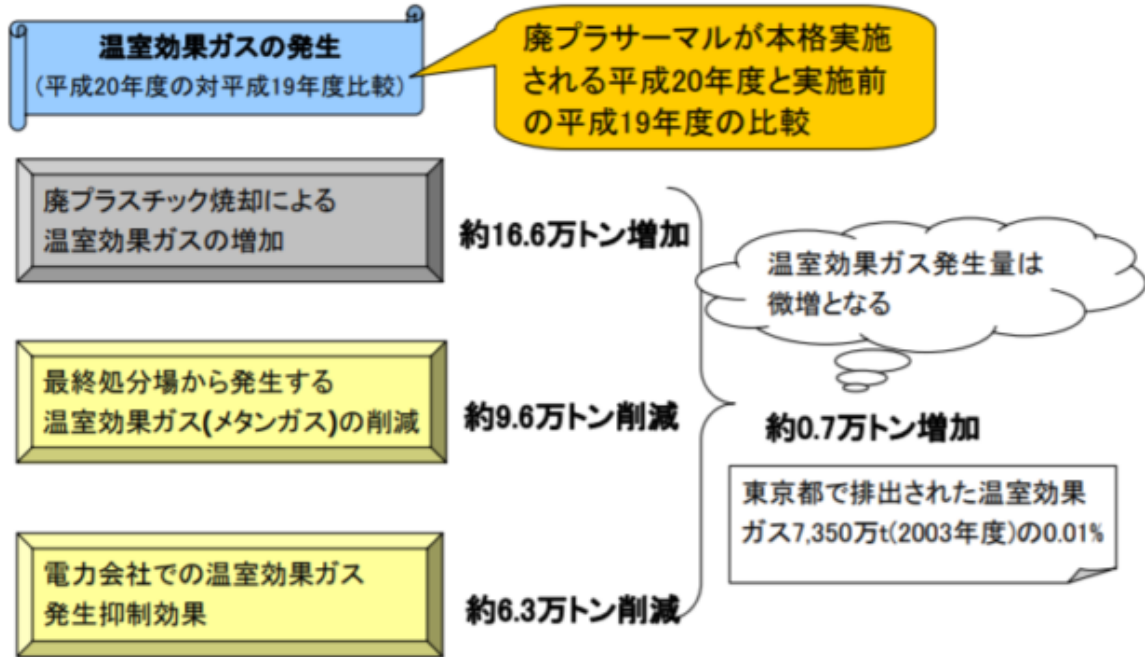 温室効果ガスの発生
(平成20年度の対平成19年度比較)
廃プラサーマルが本格実施
される平成20年度と実施前
の平成19年度の比較
廃プラスチック焼却による
温室効果ガスの増加
約16.6万トン増加
温室効果ガス発生量は
微増となる
最終処分場から発生する
温室効果ガス(メタンガス)の削減
約9.6万トン削減
約0.7万トン増加
東京都で排出された温室効果
ガス7,350万t(2003年度)の0.01%
電力会社での温室効果ガス
発生抑制効果
約6.3万トン削減